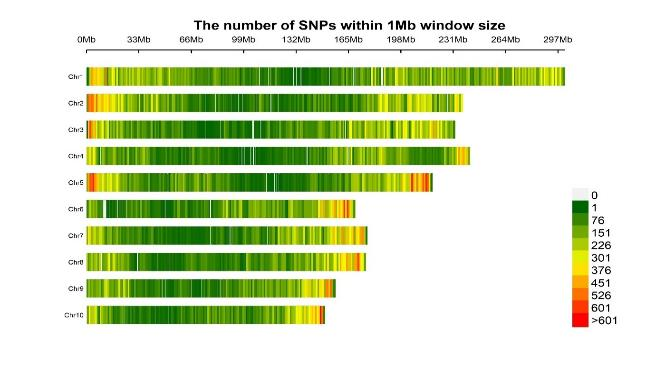 The number of SNPs within 1Mb window size
0Mb 33Mb 66Mb 99Mb 132Mb 165Mb 198Mb 231Mb 264Mb 297Mb
Chr1
Chr2
Chr3
Chr4
Chr5
Chr6
Chr7
Chr8
Chr9
Chr10
0
1
76
151
226
301
376
451
526
601
>601